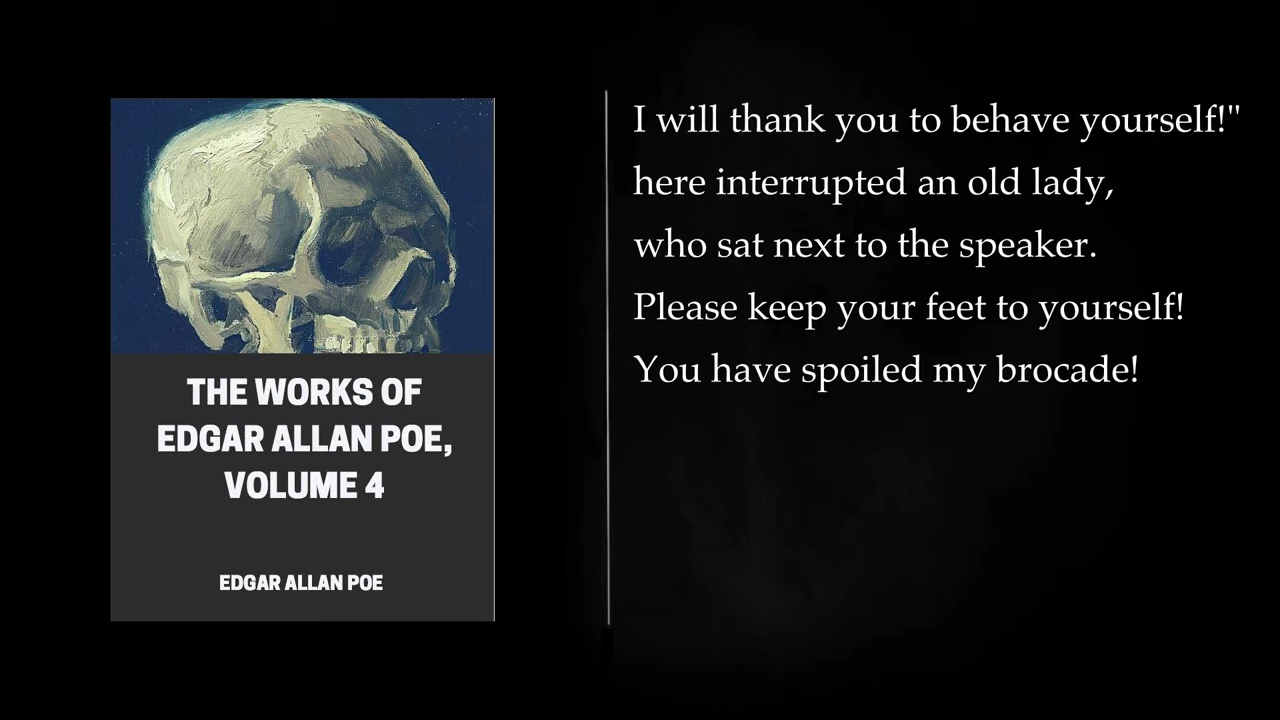 THE WORKS OF
EDGAR ALLAN POE,
VOLUME 4
EDGAR ALLAN POE
I will thank you to behave yourself!"
here interrupted an old lady,
who sat next to the speaker.
Please keep your feet to yourself!
You have spoiled my brocade!